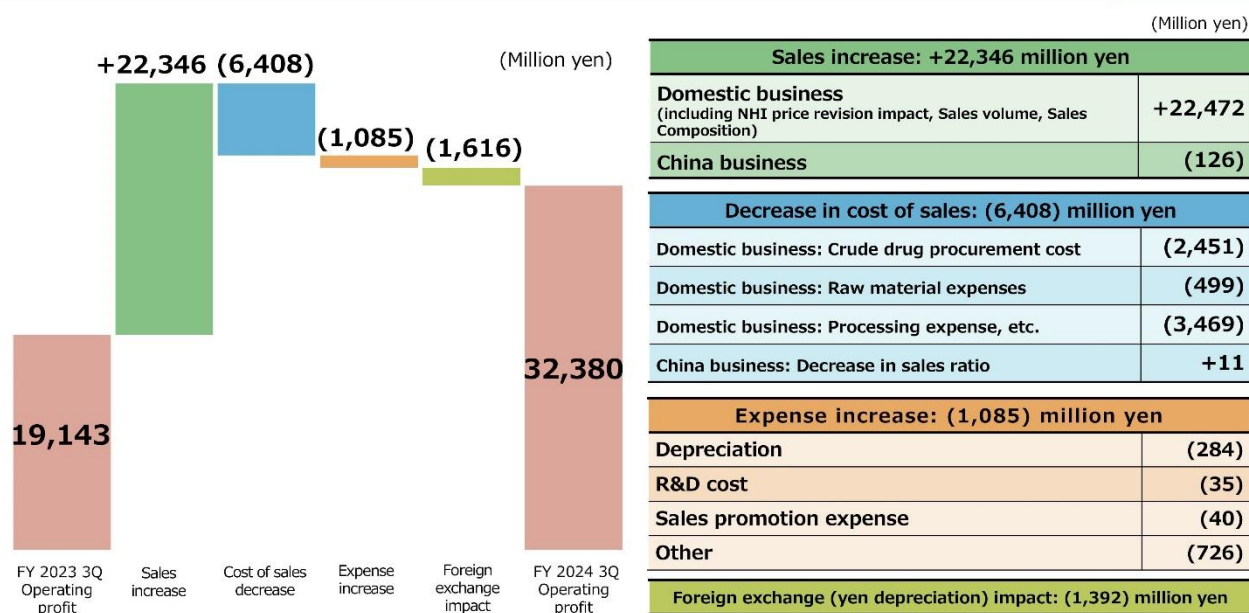 (Million yen)
+22,346 (6,408)
(Million yen)
(1,085)
(1,616)
19,143
32,380
FY 2023 3Q
Operating
profit
Sales
increase
Cost of sales
decrease
Expense
increase
Foreign
exchange
impact
FY 2024 3Q
Operating
profit
Sales increase: +22,346 million yen
Domestic business
(including NHI price revision impact, Sales volume, Sales
Composition)
+22,472
China business
(126)
Decrease in cost of sales: (6,408) million yen
Domestic business: Crude drug procurement cost
(2,451)
Domestic business: Raw material expenses
(499)
Domestic business: Processing expense, etc.
(3,469)
China business: Decrease in sales ratio
+11
Expense increase: (1,085) million yen
Depreciation
(284)
R&D cost
(35)
Sales promotion expense
(40)
Other
(726)
Foreign exchange (yen depreciation) impact: (1,392) million yen